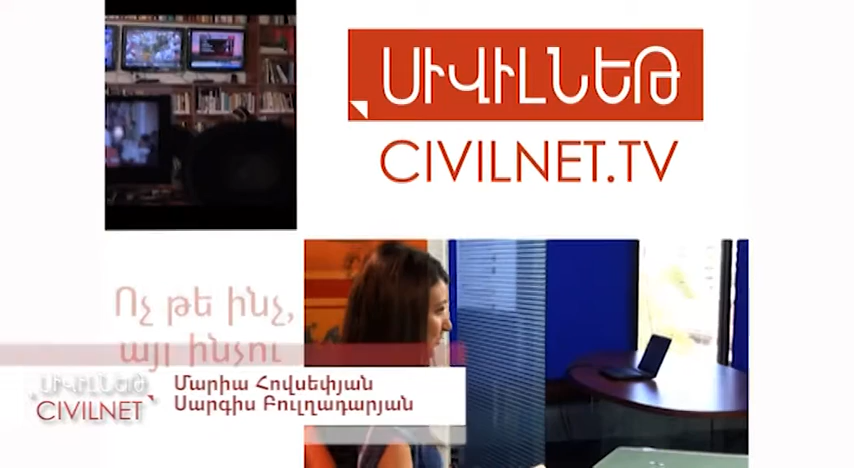 ՍԻՎԻԼՆԵԹ
CIVILNET.TV
Ոչ թե ինչ,
այլ ինչու
ՍԻՎԻԼՆԵԹ
CIVILNET
Մարիա Հովսեփյան
Սարգիս Բուլղադարյան